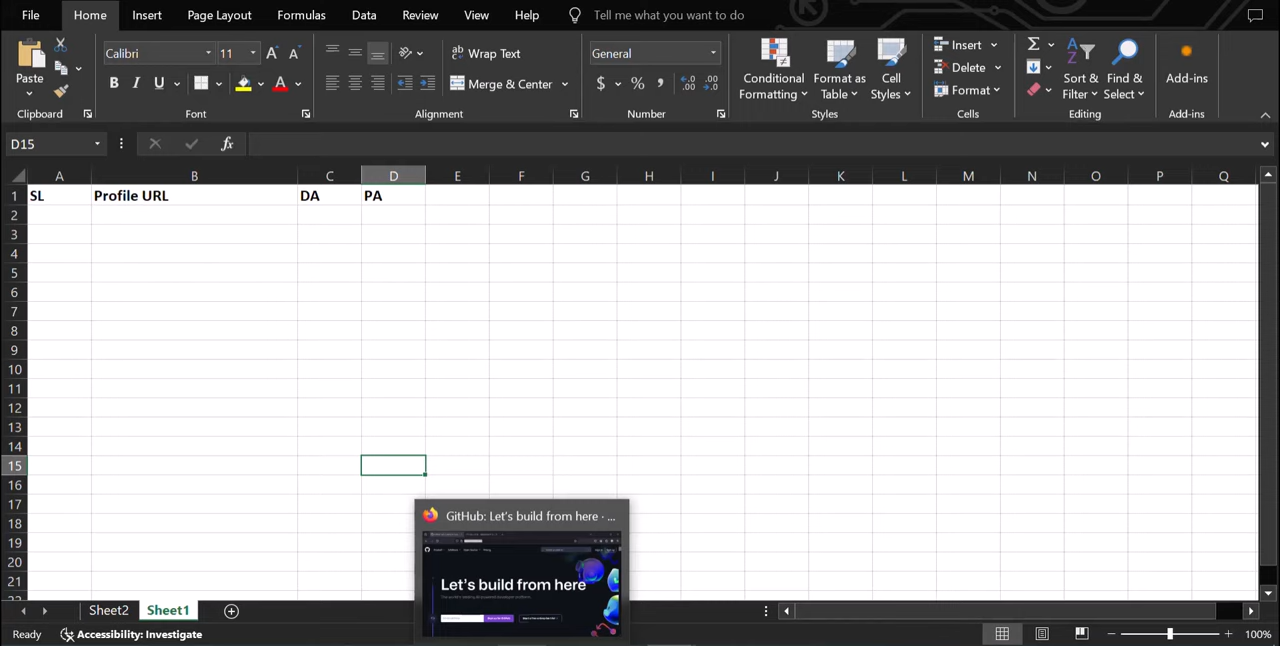 File Home Insert Page Layout Formulas Data Review View Help Tell me what you want to do
Calibri 11 Wrap Text General Insert
Paste B I U Merge & Center $ % , Conditional Formatting Format as Table Cell Styles Delete Sort & Filter Find & Select Add-ins
Format
Clipboard Font Alignment Number Styles Cells Editing Add-ins
D15 fx
A B C D E F G H I J K L M N O P Q
1 SL Profile URL DA PA
2
3
4
5
6
7
8
9
10
11
12
13
14
15
16
17
GitHub: Let's build from here · ...
18
19
Let's build from here
20
21
Sheet2 Sheet1
Ready Accessibility: Investigate 100%